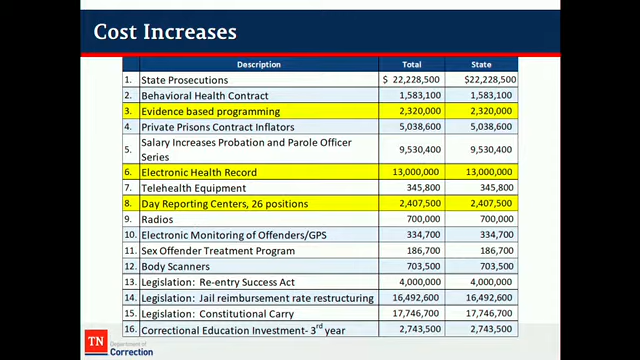 Cost Increases
Description Total State
1. State Prosecutions $ 22,228,500 $22,228,500
2. Behavioral Health Contract 1,583,100 1,583,100
3. Evidence based programming 2,320,000 2,320,000
4. Private Prisons Contract Inflators 5,038,600 5,038,600
5. Salary Increases Probation and Parole Officer Series 9,530,400 9,530,400
6. Electronic Health Record 13,000,000 13,000,000
7. Telehealth Equipment 345,800 345,800
8. Day Reporting Centers, 26 positions 2,407,500 2,407,500
9. Radios 700,000 700,000
10. Electronic Monitoring of Offenders/GPS 334,700 334,700
11. Sex Offender Treatment Program 186,700 186,700
12. Body Scanners 703,500 703,500
13. Legislation: Re-entry Success Act 4,000,000 4,000,000
14. Legislation: Jail reimbursement rate restructuring 16,492,600 16,492,600
15. Legislation: Constitutional Carry 17,746,700 17,746,700
16. Correctional Education Investment- 3rd year 2,743,500 2,743,500
TN Department of
Correction